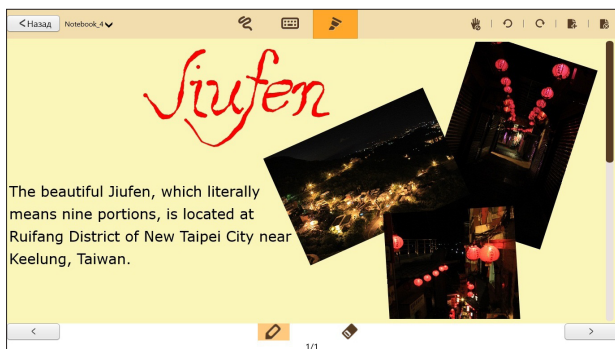 Назад
Notebook_4
Jiufen
The beautiful Jiufen, which literally
means nine portions, is located at
Ruifang District of New Taipei City near
Keelung, Taiwan.
1/1